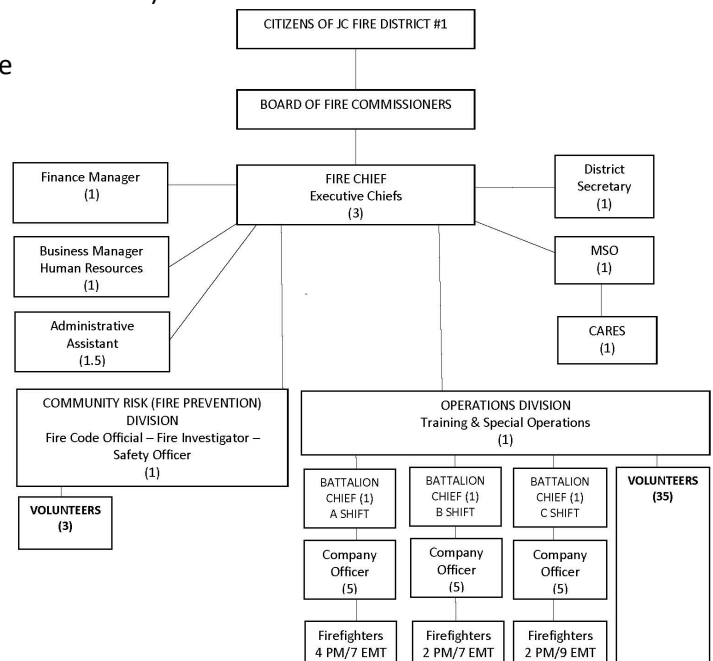 e
CITIZENS OF JC FIRE DISTRICT #1
BOARD OF FIRE COMMISSIONERS
FIRE CHIEF
Executive Chiefs
(3)
Finance Manager
(1)
Business Manager
Human Resources
(1)
Administrative
Assistant
(1.5)
District
Secretary
(1)
MSO
(1)
CARES
(1)
COMMUNITY RISK (FIRE PREVENTION)
DIVISION
Fire Code Official – Fire Investigator –
Safety Officer
(1)
VOLUNTEERS
(3)
OPERATIONS DIVISION
Training & Special Operations
(1)
BATTALION
CHIEF (1)
A SHIFT
Company
Officer
(5)
Firefighters
4 PM/7 EMT
BATTALION
CHIEF (1)
B SHIFT
Company
Officer
(5)
Firefighters
2 PM/7 EMT
BATTALION
CHIEF (1)
C SHIFT
Company
Officer
(5)
Firefighters
2 PM/9 EMT
VOLUNTEERS
(35)